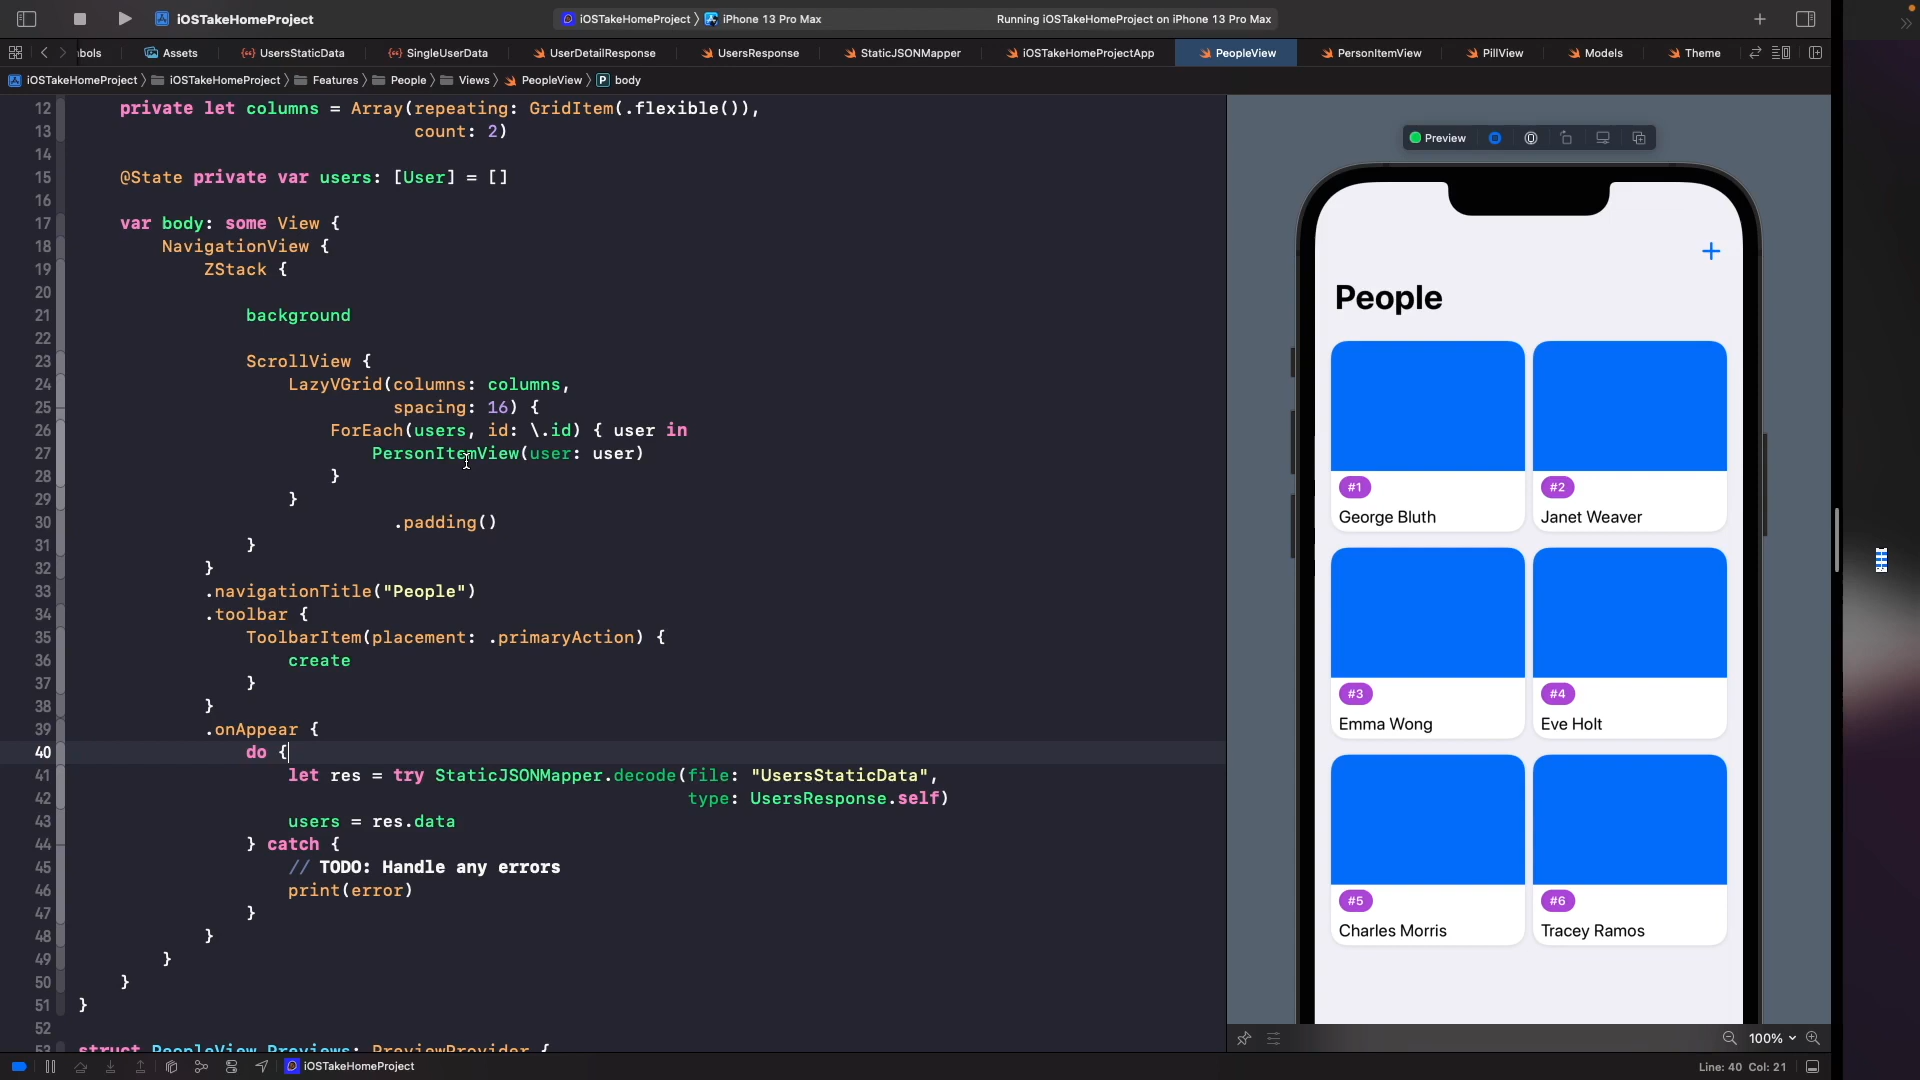 iOSTakeHomeProject
iOSTakeHomeProject 〉 iPhone 13 Pro Max
Running iOSTakeHomeProject on iPhone 13 Pro Max
bols
Assets
UsersStaticData
SingleUserData
UserDetailResponse
UsersResponse
StaticJSONMapper
iOSTakeHomeProjectApp
PeopleView
PersonItemView
PillView
Models
Theme
iOSTakeHomeProject 〉 iOSTakeHomeProject 〉 Features 〉 People 〉 Views 〉 PeopleView 〉 P body
12 private let columns = Array(repeating: GridItem(.flexible()),
13 count: 2)
14
15 @State private var users: [User] = []
16
17 var body: some View {
18 NavigationView {
19 ZStack {
20
21 background
22
23 ScrollView {
24 LazyVGrid(columns: columns,
25 spacing: 16) {
26 ForEach(users, id: \.id) { user in
27 PersonItemView(user: user)
28 }
29 }
30 .padding()
31 }
32 }
33 .navigationTitle("People")
34 .toolbar {
35 ToolbarItem(placement: .primaryAction) {
36 create
37 }
38 }
39 .onAppear {
40 do {
41 let res = try StaticJSONMapper.decode(file: "UsersStaticData",
42 type: UsersResponse.self)
43 users = res.data
44 } catch {
45 // TODO: Handle any errors
46 print(error)
47 }
48 }
49 }
50 }
51 }
52
53 struct PeopleView_Previews: PreviewProvider {
Preview
+
People
#1
George Bluth
#2
Janet Weaver
#3
Emma Wong
#4
Eve Holt
#5
Charles Morris
#6
Tracey Ramos
100%
iOSTakeHomeProject
Line: 40 Col: 21